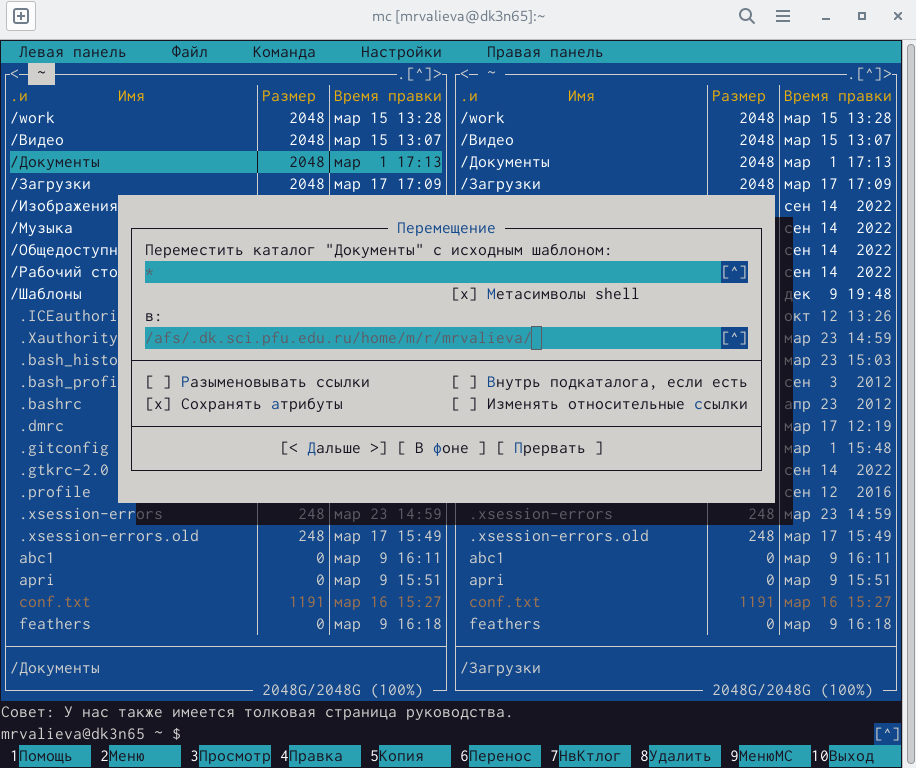 mc [mrvalieva@dk3n65]:~
Левая панель Файл Команда Настройки Правая панель
<— ~ .[^]> <— ~ .[^]>
.и Имя Размер Время правки .и Имя Размер Время правки
/work 2048 мар 15 13:28 /work 2048 мар 15 13:28
/Видео 2048 мар 15 13:07 /Видео 2048 мар 15 13:07
/Документы 2048 мар 1 17:13 /Документы 2048 мар 1 17:13
/Загрузки 2048 мар 17 17:09 /Загрузки 2048 мар 17 17:09
/Изображения сен 14 2022
/Музыка Перемещение сен 14 2022
/Общедоступн Переместить каталог "Документы" с исходным шаблоном: сен 14 2022
/Рабочий сто * [^] сен 14 2022
/Шаблоны [x] Метасимволы shell дек 9 19:48
.ICEauthori в: окт 12 13:26
.Xauthority /afs/.dk.sci.pfu.edu.ru/home/m/r/mrvalieva/ [^] мар 23 14:59
.bash_histo мар 23 15:03
.bash_profi [ ] Разыменовывать ссылки [ ] Внутрь подкаталога, если есть сен 3 2012
.bashrc [x] Сохранять атрибуты [ ] Изменять относительные ссылки апр 23 2012
.dmrc мар 17 12:19
.gitconfig [< Дальше >] [ В фоне ] [ Прервать ] мар 1 15:48
.gtkrc-2.0 сен 14 2022
.profile сен 12 2016
.xsession-errors 248 мар 23 14:59 .xsession-errors 248 мар 23 14:59
.xsession-errors.old 248 мар 17 15:49 .xsession-errors.old 248 мар 17 15:49
abc1 0 мар 9 16:11 abc1 0 мар 9 16:11
apri 0 мар 9 15:51 apri 0 мар 9 15:51
conf.txt 1191 мар 16 15:27 conf.txt 1191 мар 16 15:27
feathers 0 мар 9 16:18 feathers 0 мар 9 16:18
/Документы /Загрузки
2048G/2048G (100%) 2048G/2048G (100%)
Совет: У нас также имеется толковая страница руководства.
mrvalieva@dk3n65 ~ $ [^]
1Помощь 2Меню 3Просмотр 4Правка 5Копия 6Перенос 7НвКтлог 8Удалить 9МенюМС 10Выход